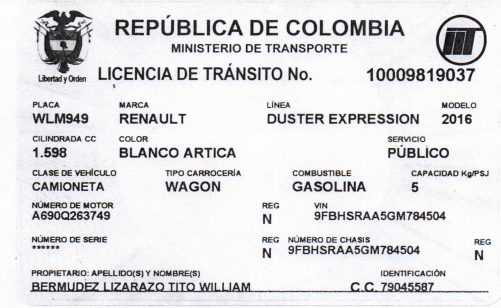 REPÚBLICA DE COLOMBIA
MINISTERIO DE TRANSPORTE
Libertad y Orden
LICENCIA DE TRÁNSITO No. 10009819037
PLACA MARCA LÍNEA MODELO
WLM949 RENAULT DUSTER EXPRESSION 2016
CILINDRADA CC COLOR SERVICIO
1.598 BLANCO ARTICA PÚBLICO
CLASE DE VEHÍCULO TIPO CARROCERÍA COMBUSTIBLE CAPACIDAD Kg/PSJ
CAMIONETA WAGON GASOLINA 5
NÚMERO DE MOTOR REG VIN
A690Q263749 N 9FBHSRAA5GM784504
NÚMERO DE SERIE REG NÚMERO DE CHASIS REG
****** N 9FBHSRAA5GM784504 N
PROPIETARIO: APELLIDO(S) Y NOMBRE(S) IDENTIFICACIÓN
BERMUDEZ LIZARAZO TITO WILLIAM C.C. 79045587